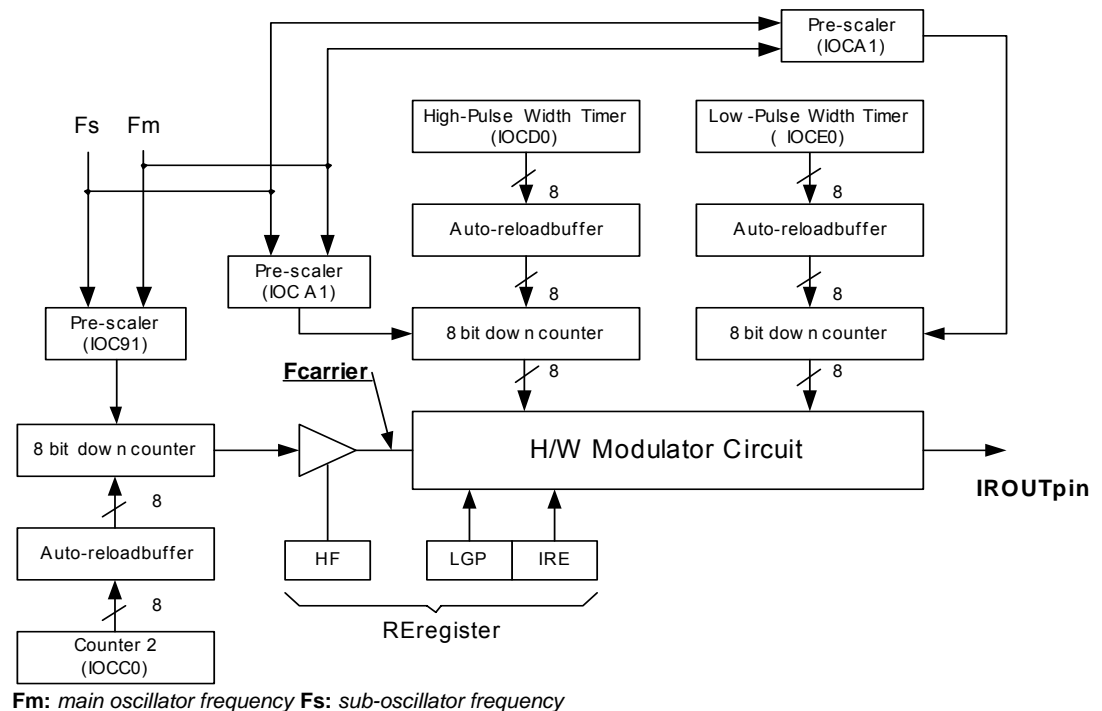 Pre-scaler
(IOCA1)
Fs Fm
High-Pulse Width Timer
(IOCD0)
Low-Pulse Width Timer
( IOCE0)
8
8
Auto-reloadbuffer
Auto-reloadbuffer
Pre-scaler
(IOC A1)
8
8
Pre-scaler
(IOC91)
8 bit down counter
8 bit down counter
Fcarrier
8
8
8 bit down counter
H/W Modulator Circuit
IROUTpin
8
Auto-reloadbuffer
HF
LGP
IRE
8
REregister
Counter 2
(IOCC0)
Fm: main oscillator frequency Fs: sub-oscillator frequency